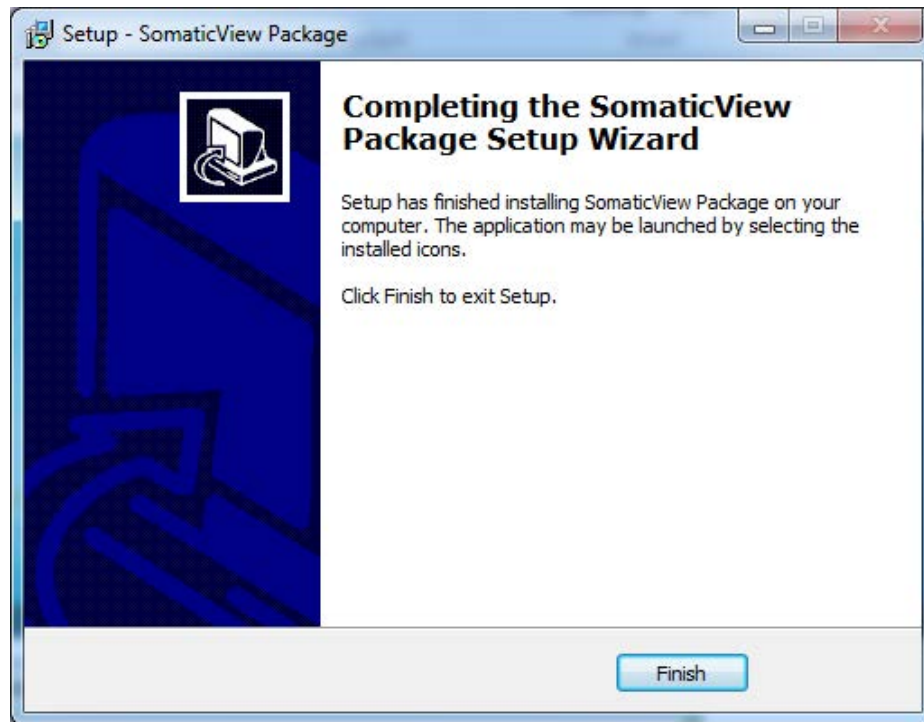 Setup - SomaticView Package
Completing the SomaticView
Package Setup Wizard
Setup has finished installing SomaticView Package on your
computer. The application may be launched by selecting the
installed icons.
Click Finish to exit Setup.
Finish